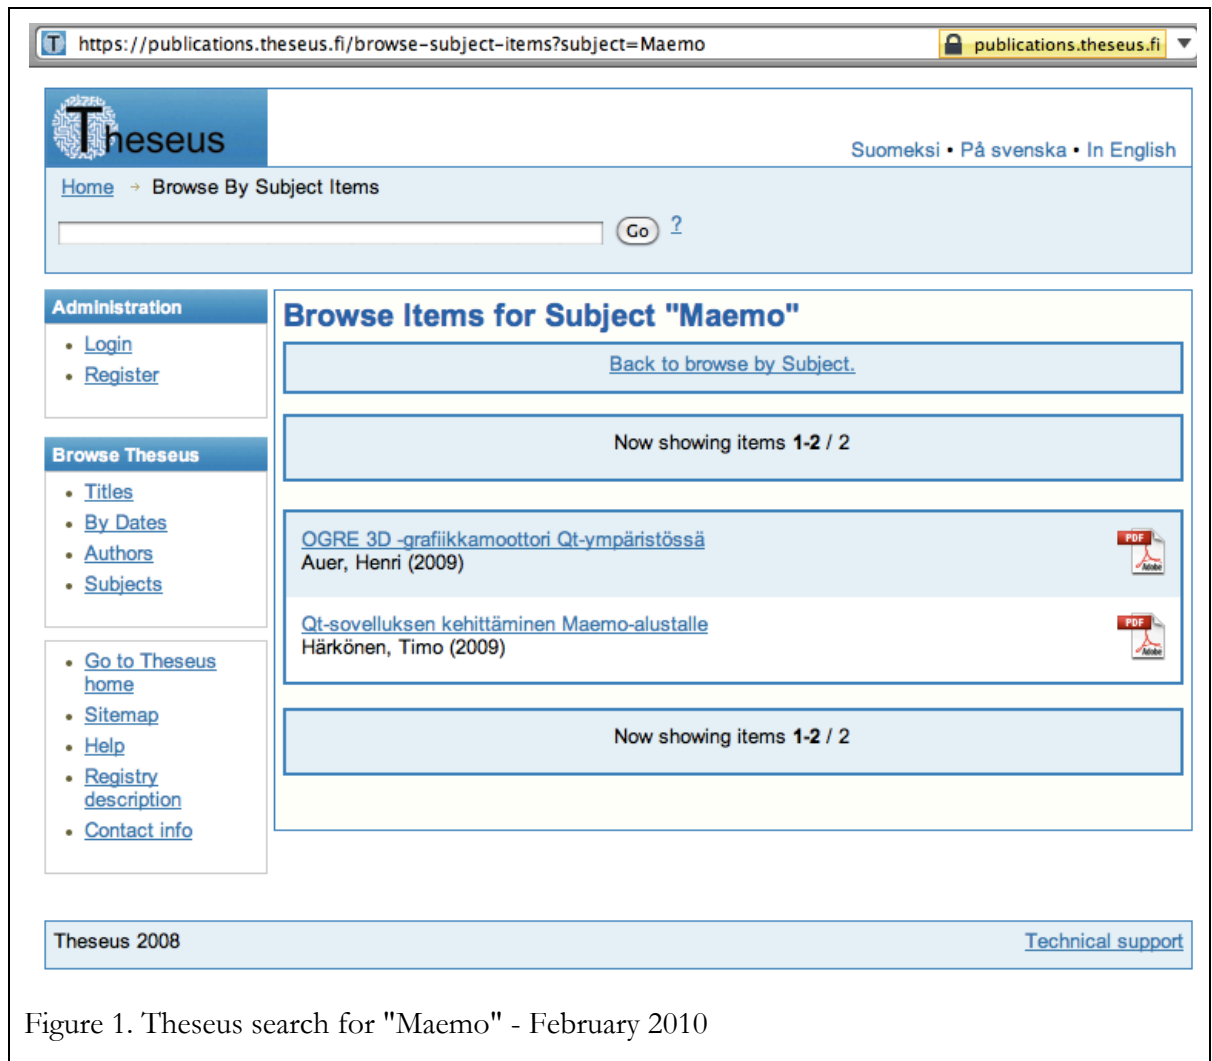 https://publications.theseus.fi/browse-subject-items?subject=Maemo publications.theseus.fi
Theseus
Suomeksi • På svenska • In English
Home → Browse By Subject Items
Go ?
Administration
• Login
• Register
Browse Theseus
• Titles
• By Dates
• Authors
• Subjects
• Go to Theseus
home
• Sitemap
• Help
• Registry
description
• Contact info
Browse Items for Subject "Maemo"
Back to browse by Subject.
Now showing items 1-2 / 2
OGRE 3D -grafiikkamoottori Qt-ympäristössä
Auer, Henri (2009)
PDF
Adobe
Qt-sovelluksen kehittäminen Maemo-alustalle
Härkönen, Timo (2009)
PDF
Adobe
Now showing items 1-2 / 2
Theseus 2008
Technical support
Figure 1. Theseus search for "Maemo" - February 2010